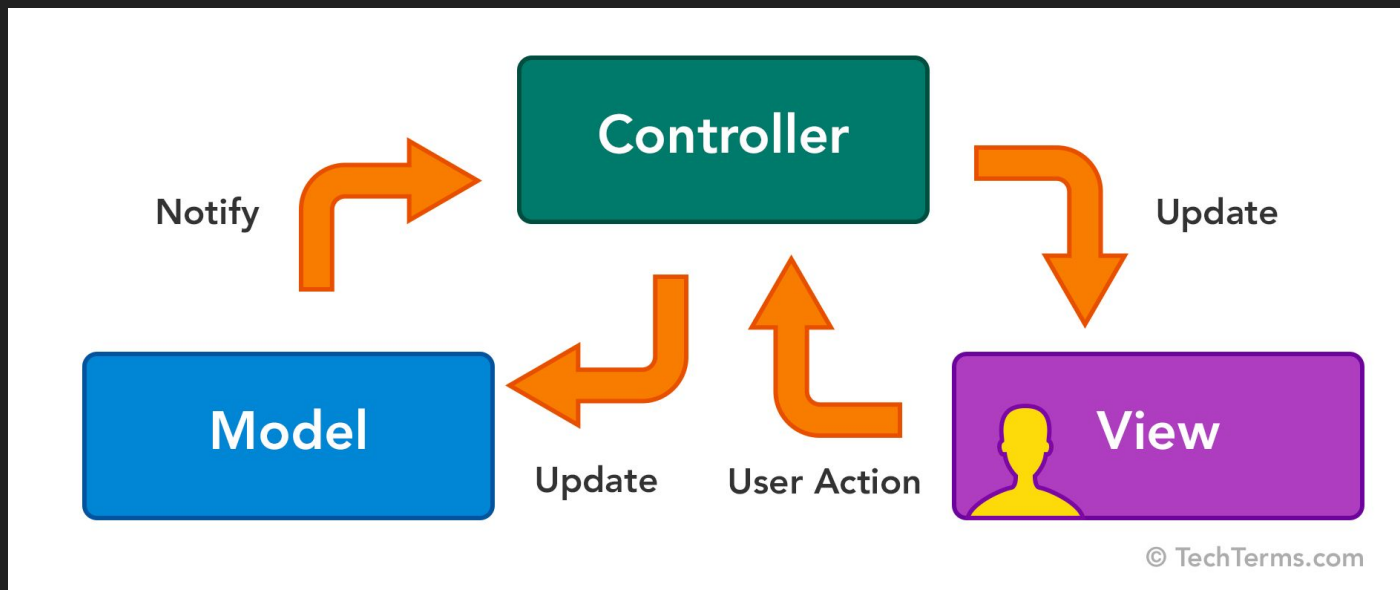 Controller
Notify
Update
Model
View
Update
User Action
© TechTerms.com